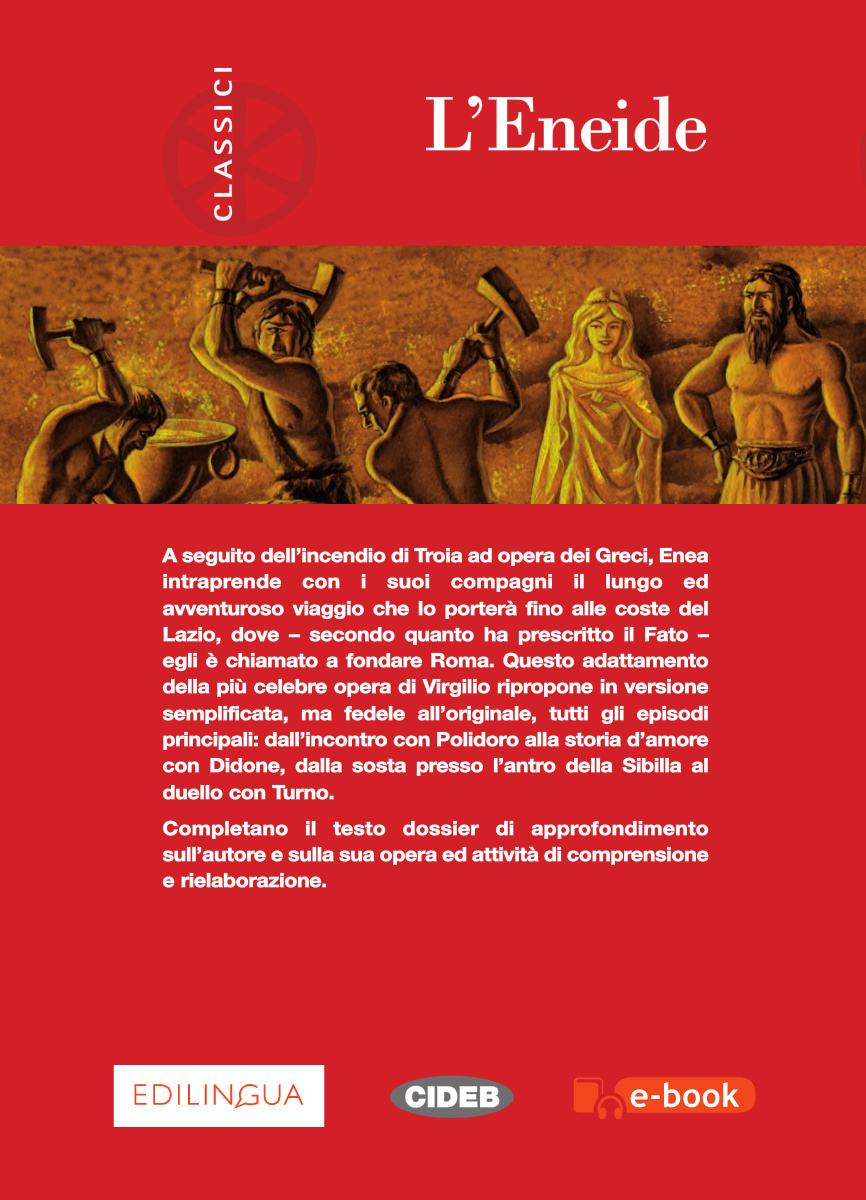 CLASSICI
L’Eneide
A seguito dell’incendio di Troia ad opera dei Greci, Enea
intraprende con i suoi compagni il lungo ed
avventuroso viaggio che lo porterà fino alle coste del
Lazio, dove – secondo quanto ha prescritto il Fato –
egli è chiamato a fondare Roma. Questo adattamento
della più celebre opera di Virgilio ripropone in versione
semplificata, ma fedele all’originale, tutti gli episodi
principali: dall’incontro con Polidoro alla storia d’amore
con Didone, dalla sosta presso l’antro della Sibilla al
duello con Turno.
Completano il testo dossier di approfondimento
sull’autore e sulla sua opera ed attività di comprensione
e rielaborazione.
EDILINGUA
CIDEB
e-book